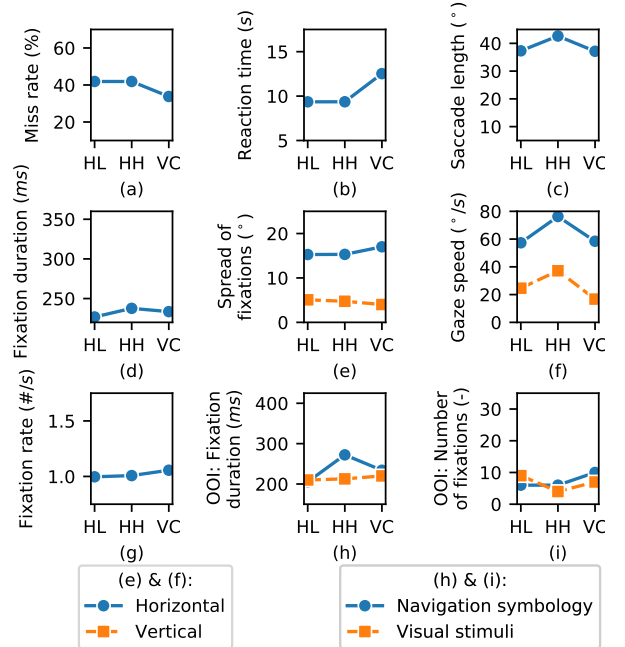 Miss rate (%)
60
40
20
HL HH VC
(a)
Reaction time (s)
15
10
5
HL HH VC
(b)
Saccade length (°)
40
30
20
10
HL HH VC
(c)
Fixation duration (ms)
350
300
250
HL HH VC
(d)
Spread of
fixations (°)
20
10
0
HL HH VC
(e)
Gaze speed (°/s)
80
60
40
20
0
HL HH VC
(f)
Fixation rate (#/s)
1.5
1.0
HL HH VC
(g)
OOI: Fixation
duration (ms)
400
300
200
HL HH VC
(h)
OOI: Number
of fixations (-)
30
20
10
0
HL HH VC
(i)
(e) & (f):
Horizontal
Vertical
(h) & (i):
Navigation symbology
Visual stimuli